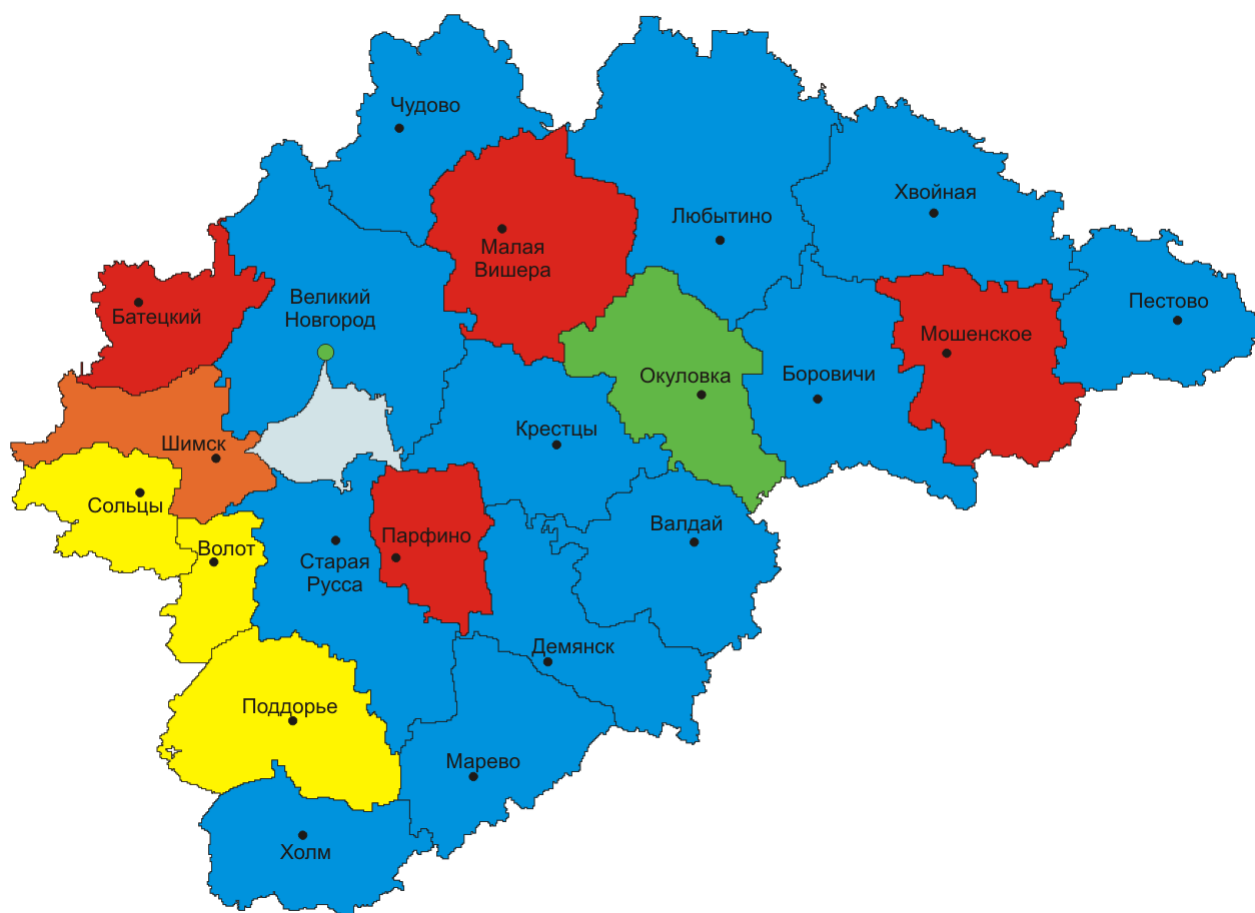 Чудово
Хвойная
Любытино
Малая
Вишера
Великий
Новгород
Батецкий
Пестово
Мошенское
Окуловка
Боровичи
Крестцы
Шимск
Сольцы
Валдай
Парфино
Волот
Старая
Русса
Демянск
Поддорье
Марево
Холм